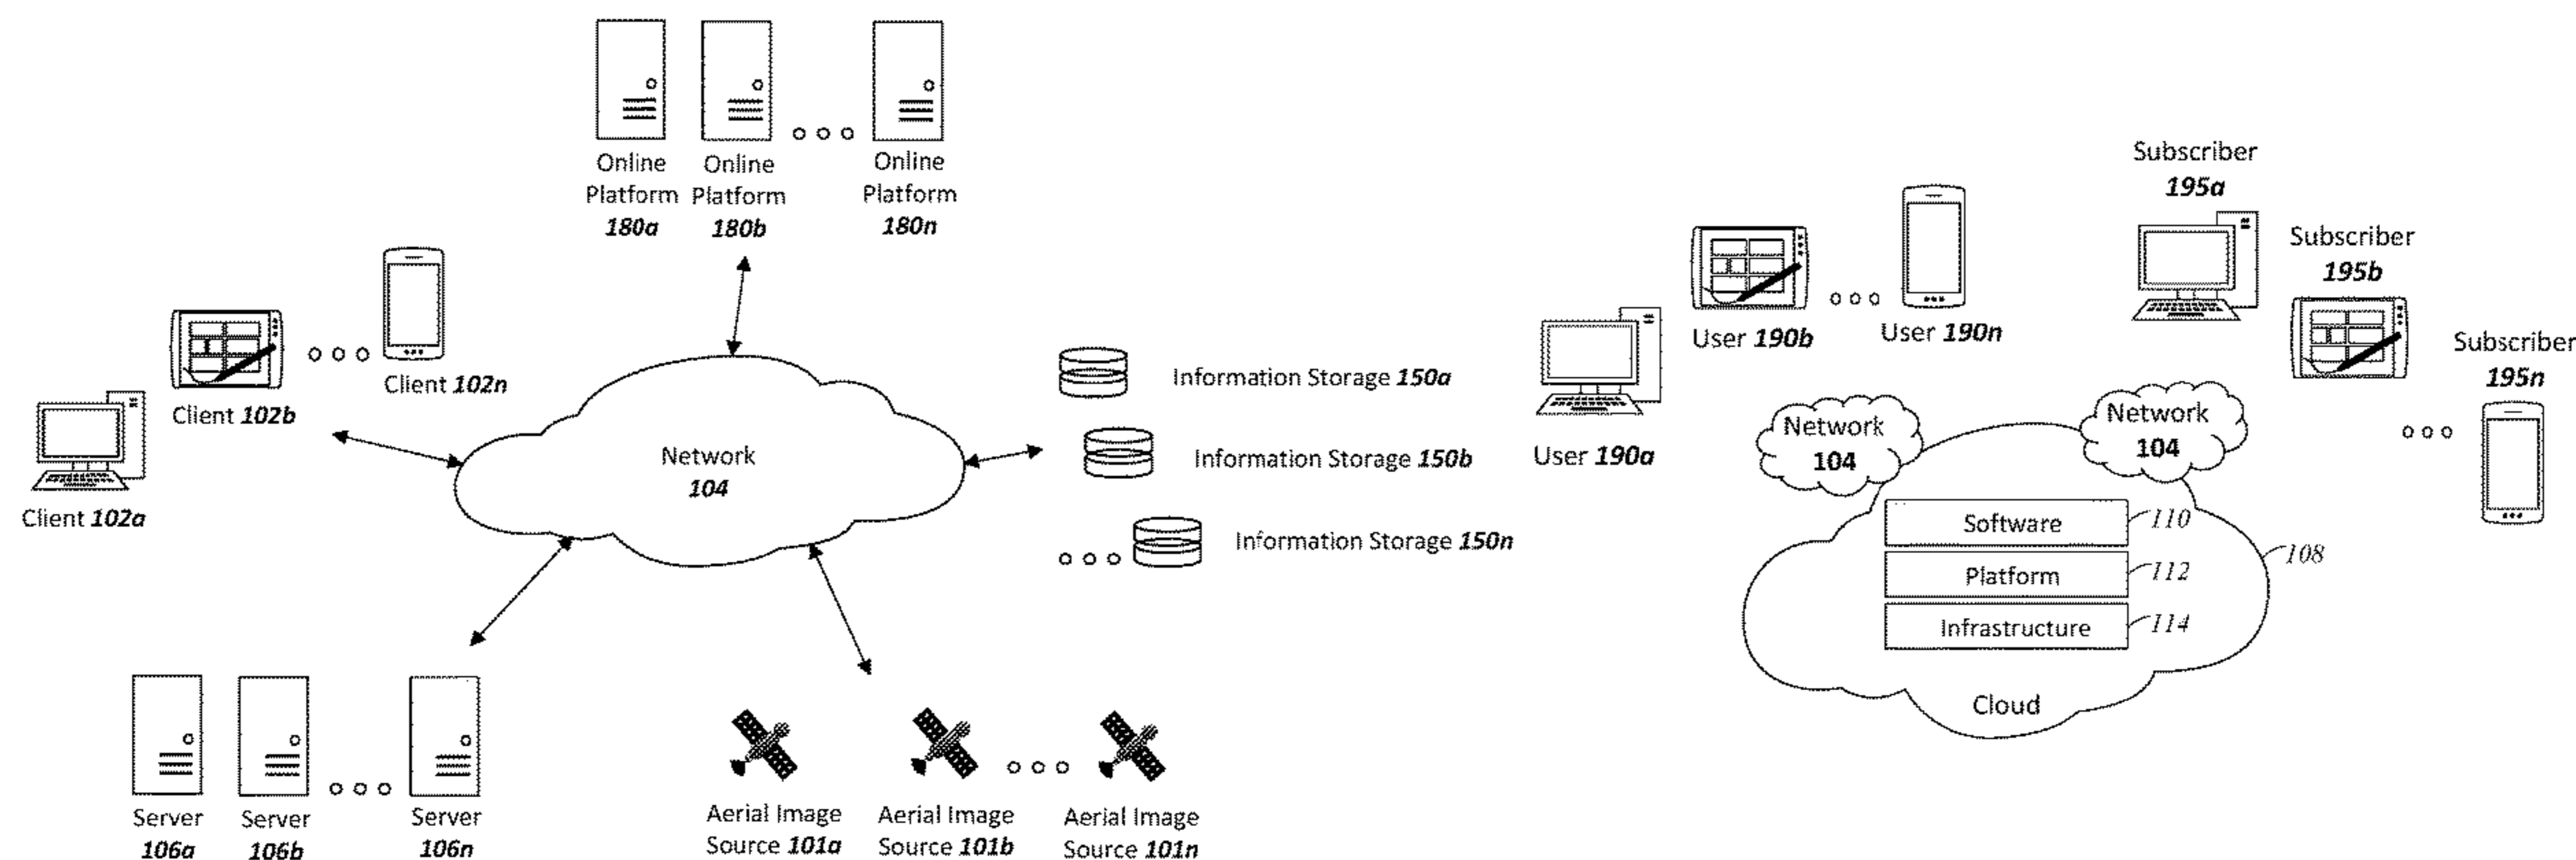 Online
Platform
180a
Online
Platform
180b
Online
Platform
180n
Client 102n
Client 102b
Client 102a
Network
104
Information Storage 150a
Information Storage 150b
Information Storage 150n
Server
106a
Server
106b
Server
106n
Aerial Image
Source 101a
Aerial Image
Source 101b
Aerial Image
Source 101n
User 190a
User 190b
User 190n
Subscriber
195a
Subscriber
195b
Subscriber
195n
Network
104
Network
104
Software
110
Platform
112
Infrastructure
114
108
Cloud